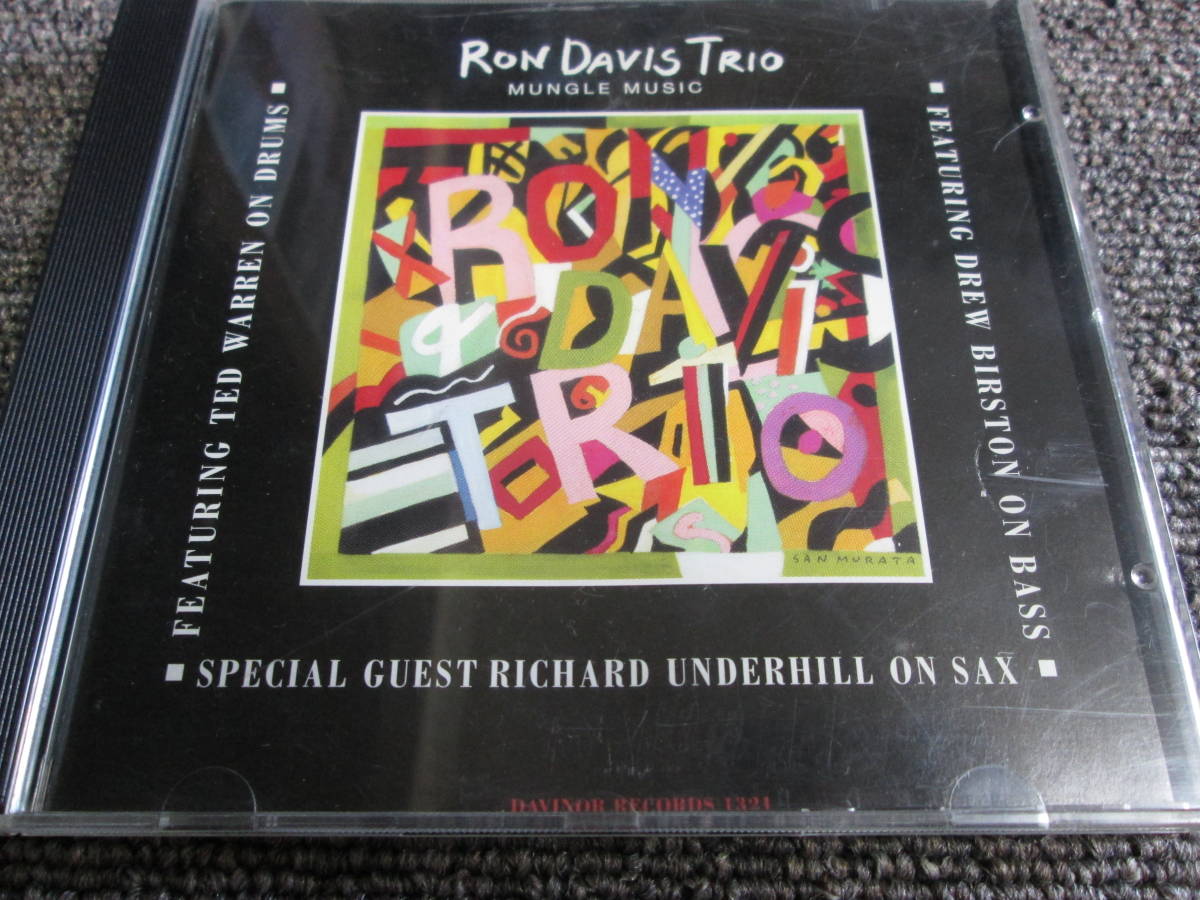 RON DAVIS TRIO
MUNGLE MUSIC
■ FEATURING TED WARREN ON DRUMS ■
■ FEATURING DREW BIRSTON ON BASS
RON
DAVIS
TRIO
SAN MURATA
■ SPECIAL GUEST RICHARD UNDERHILL ON SAX ■
DAVINOR RECORDS 1321